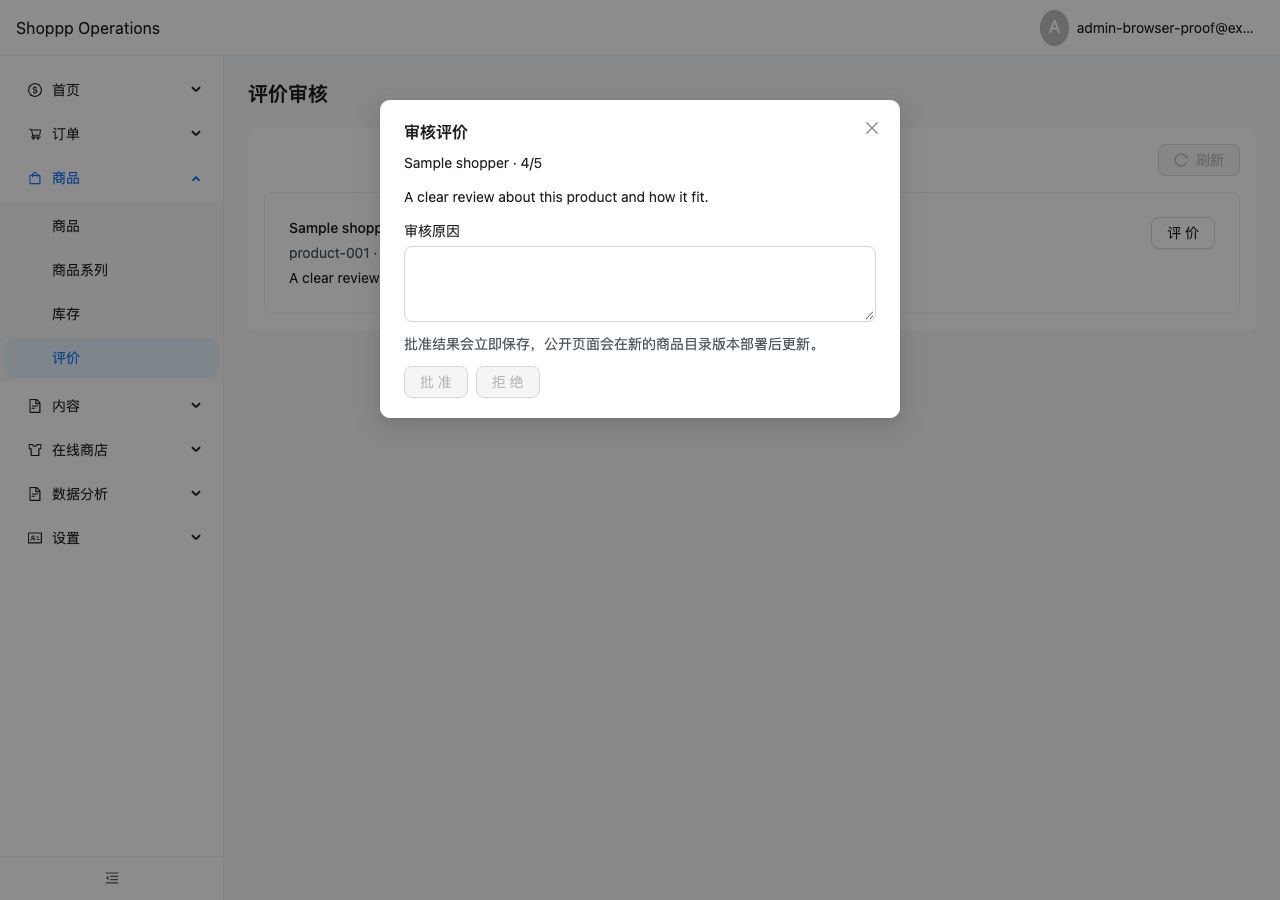 Shoppp Operations
A
admin-browser-proof@ex...
首页
订单
商品
商品
商品系列
库存
评价
内容
在线商店
数据分析
设置
评价审核
刷新
Sample shopp
product-001 ·
A clear review
评 价
审核评价
Sample shopper · 4/5
A clear review about this product and how it fit.
审核原因
批准结果会立即保存，公开页面会在新的商品目录版本部署后更新。
批 准
拒 绝